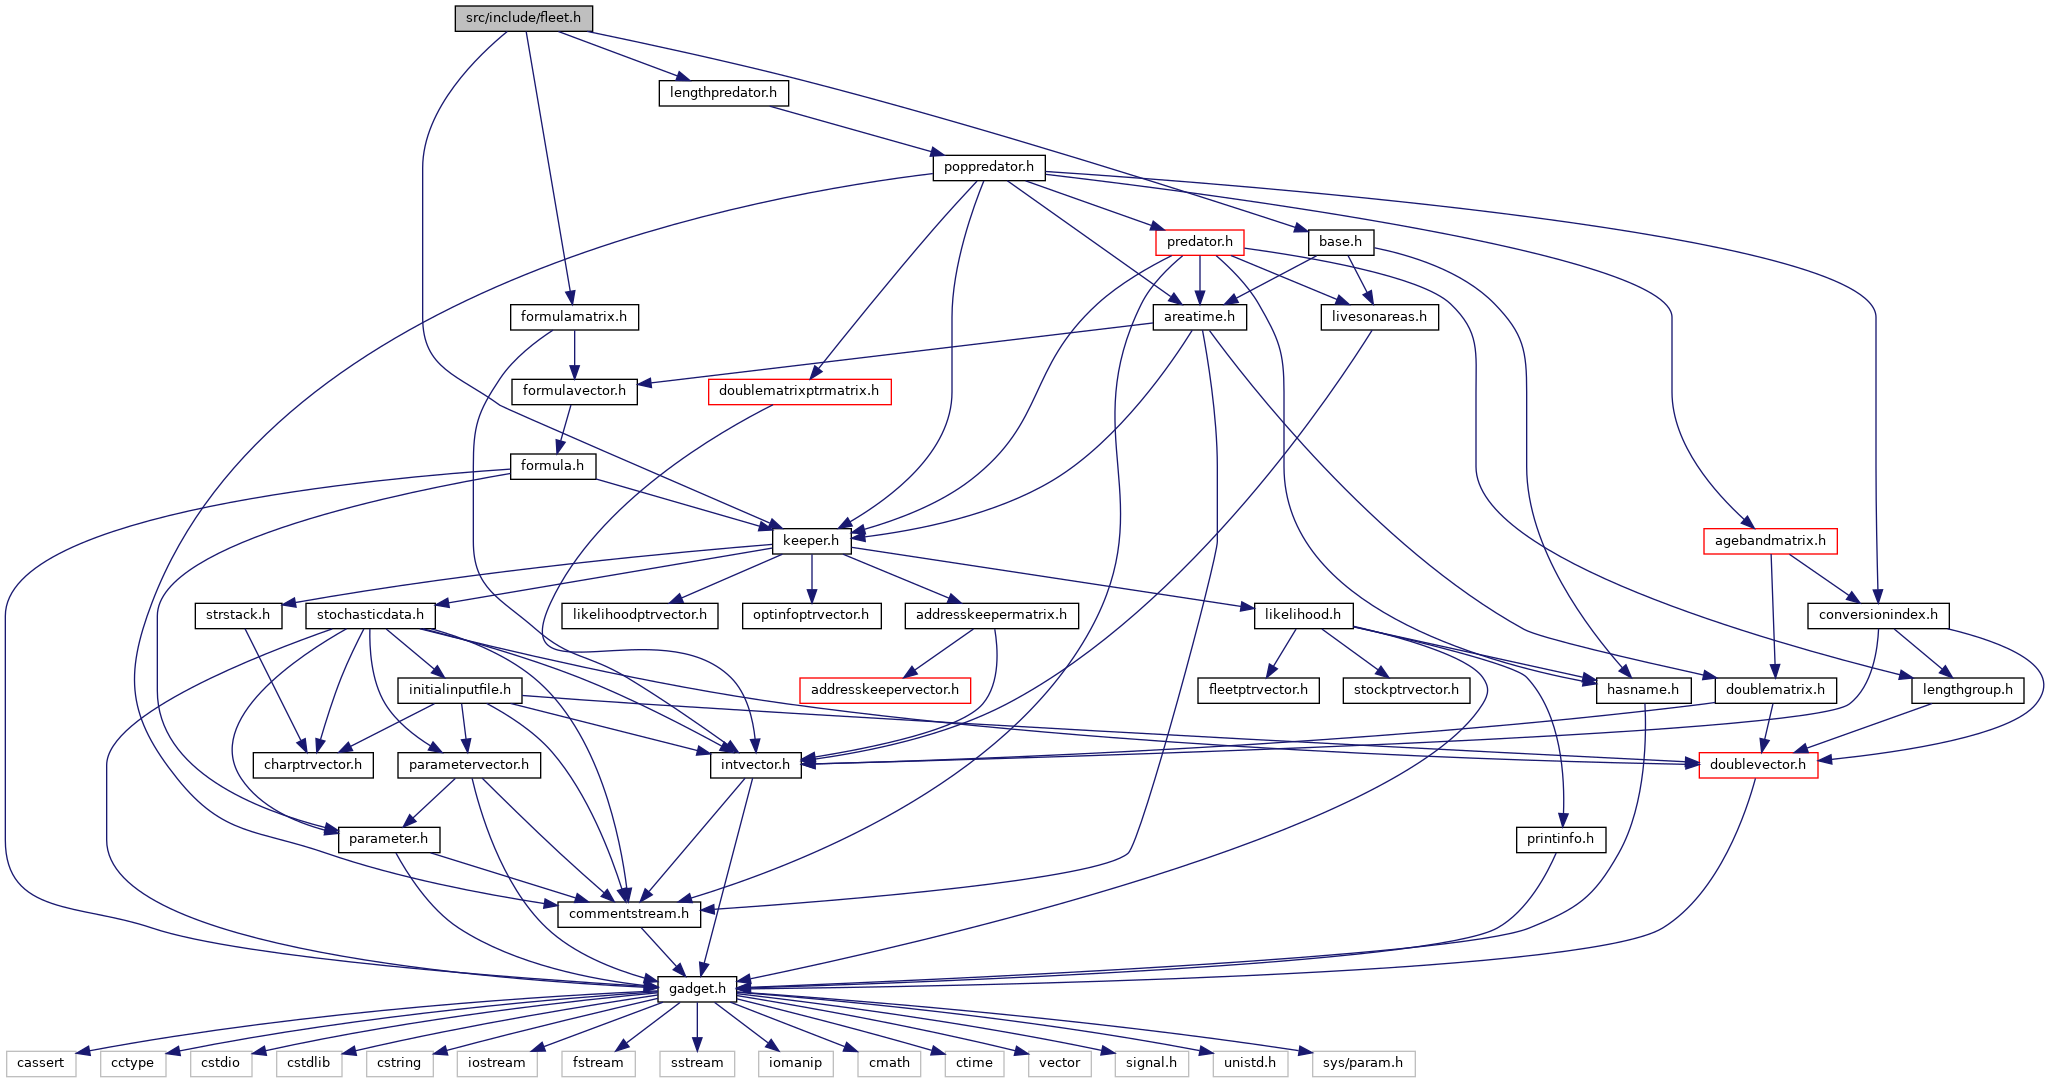 src/include/fleet.h
lengthpredator.h
poppredator.h
predator.h
base.h
formulamatrix.h
areatime.h
livesonareas.h
formulavector.h
doublematrixptrmatrix.h
formula.h
keeper.h
agebandmatrix.h
strstack.h
stochasticdata.h
likelihoodptrvector.h
optinfoptrvector.h
addresskeepermatrix.h
likelihood.h
conversionindex.h
initialinputfile.h
addresskeepervector.h
fleetptrvector.h
stockptrvector.h
hasname.h
doublematrix.h
lengthgroup.h
charptrvector.h
parametervector.h
intvector.h
doublevector.h
parameter.h
printinfo.h
commentstream.h
gadget.h
cassert
cctype
cstdio
cstdlib
cstring
iostream
fstream
sstream
iomanip
cmath
ctime
vector
signal.h
unistd.h
sys/param.h